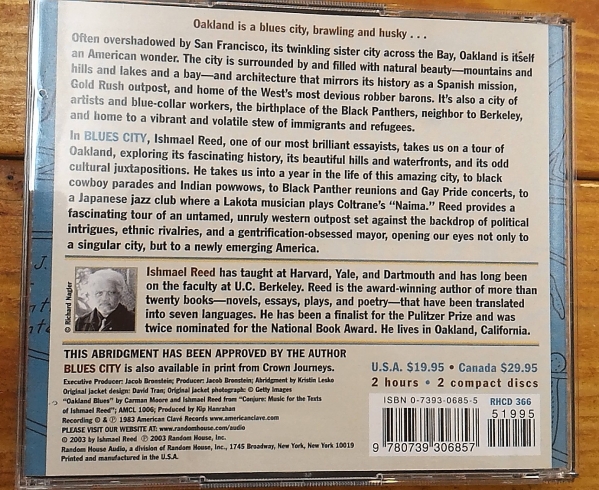 Oakland is a blues city, brawling and husky . . .
Often overshadowed by San Francisco, its twinkling sister city across the Bay, Oakland is itself
an American wonder. The city is surrounded by and filled with natural beauty—mountains and
hills and lakes and a bay—and architecture that mirrors its history as a Spanish mission,
Gold Rush outpost, and home of the West's most devious robber barons. It's also a city of
artists and blue-collar workers, the birthplace of the Black Panthers, neighbor to Berkeley,
and home to a vibrant and volatile stew of immigrants and refugees.
In BLUES CITY, Ishmael Reed, one of our most brilliant essayists, takes us on a tour of
Oakland, exploring its fascinating history, its beautiful hills and waterfronts, and its odd
cultural juxtapositions. He takes us into a year in the life of this amazing city, to black
cowboy parades and Indian powwows, to Black Panther reunions and Gay Pride concerts, to
a Japanese jazz club where a Lakota musician plays Coltrane's “Naima.” Reed provides a
fascinating tour of an untamed, unruly western outpost set against the backdrop of political
intrigues, ethnic rivalries, and a gentrification-obsessed mayor, opening our eyes not only to
a singular city, but to a newly emerging America.
© Richard Nagler
Ishmael Reed has taught at Harvard, Yale, and Dartmouth and has long been
on the faculty at U.C. Berkeley. Reed is the award-winning author of more than
twenty books—novels, essays, plays, and poetry—that have been translated
into seven languages. He has been a finalist for the Pulitzer Prize and was
twice nominated for the National Book Award. He lives in Oakland, California.
THIS ABRIDGMENT HAS BEEN APPROVED BY THE AUTHOR
BLUES CITY is also available in print from Crown Journeys.
Executive Producer: Jacob Bronstein; Producer: Jacob Bronstein; Abridgment by Kristin Lesko
Original jacket design: David Tran; Original jacket photograph: © Getty Images
“Oakland Blues” by Carman Moore and Ishmael Reed from “Conjure: Music for the Texts
of Ishmael Reed”; AMCL 1006; Produced by Kip Hanrahan
Recording © & ℗ 1983 American Clave Records www.americanclave.com
PLEASE VISIT OUR WEBSITE AT: www.randomhouse.com/audio
© 2003 by Ishmael Reed ℗ 2003 Random House, Inc.
Random House Audio, a division of Random House, Inc., 1745 Broadway, New York, New York 10019
Printed and manufactured in the U.S.A.
U.S.A. $19.95 • Canada $29.95
2 hours • 2 compact discs
ISBN 0-7393-0685-5
RHCD 366
51995
9 780739 306857